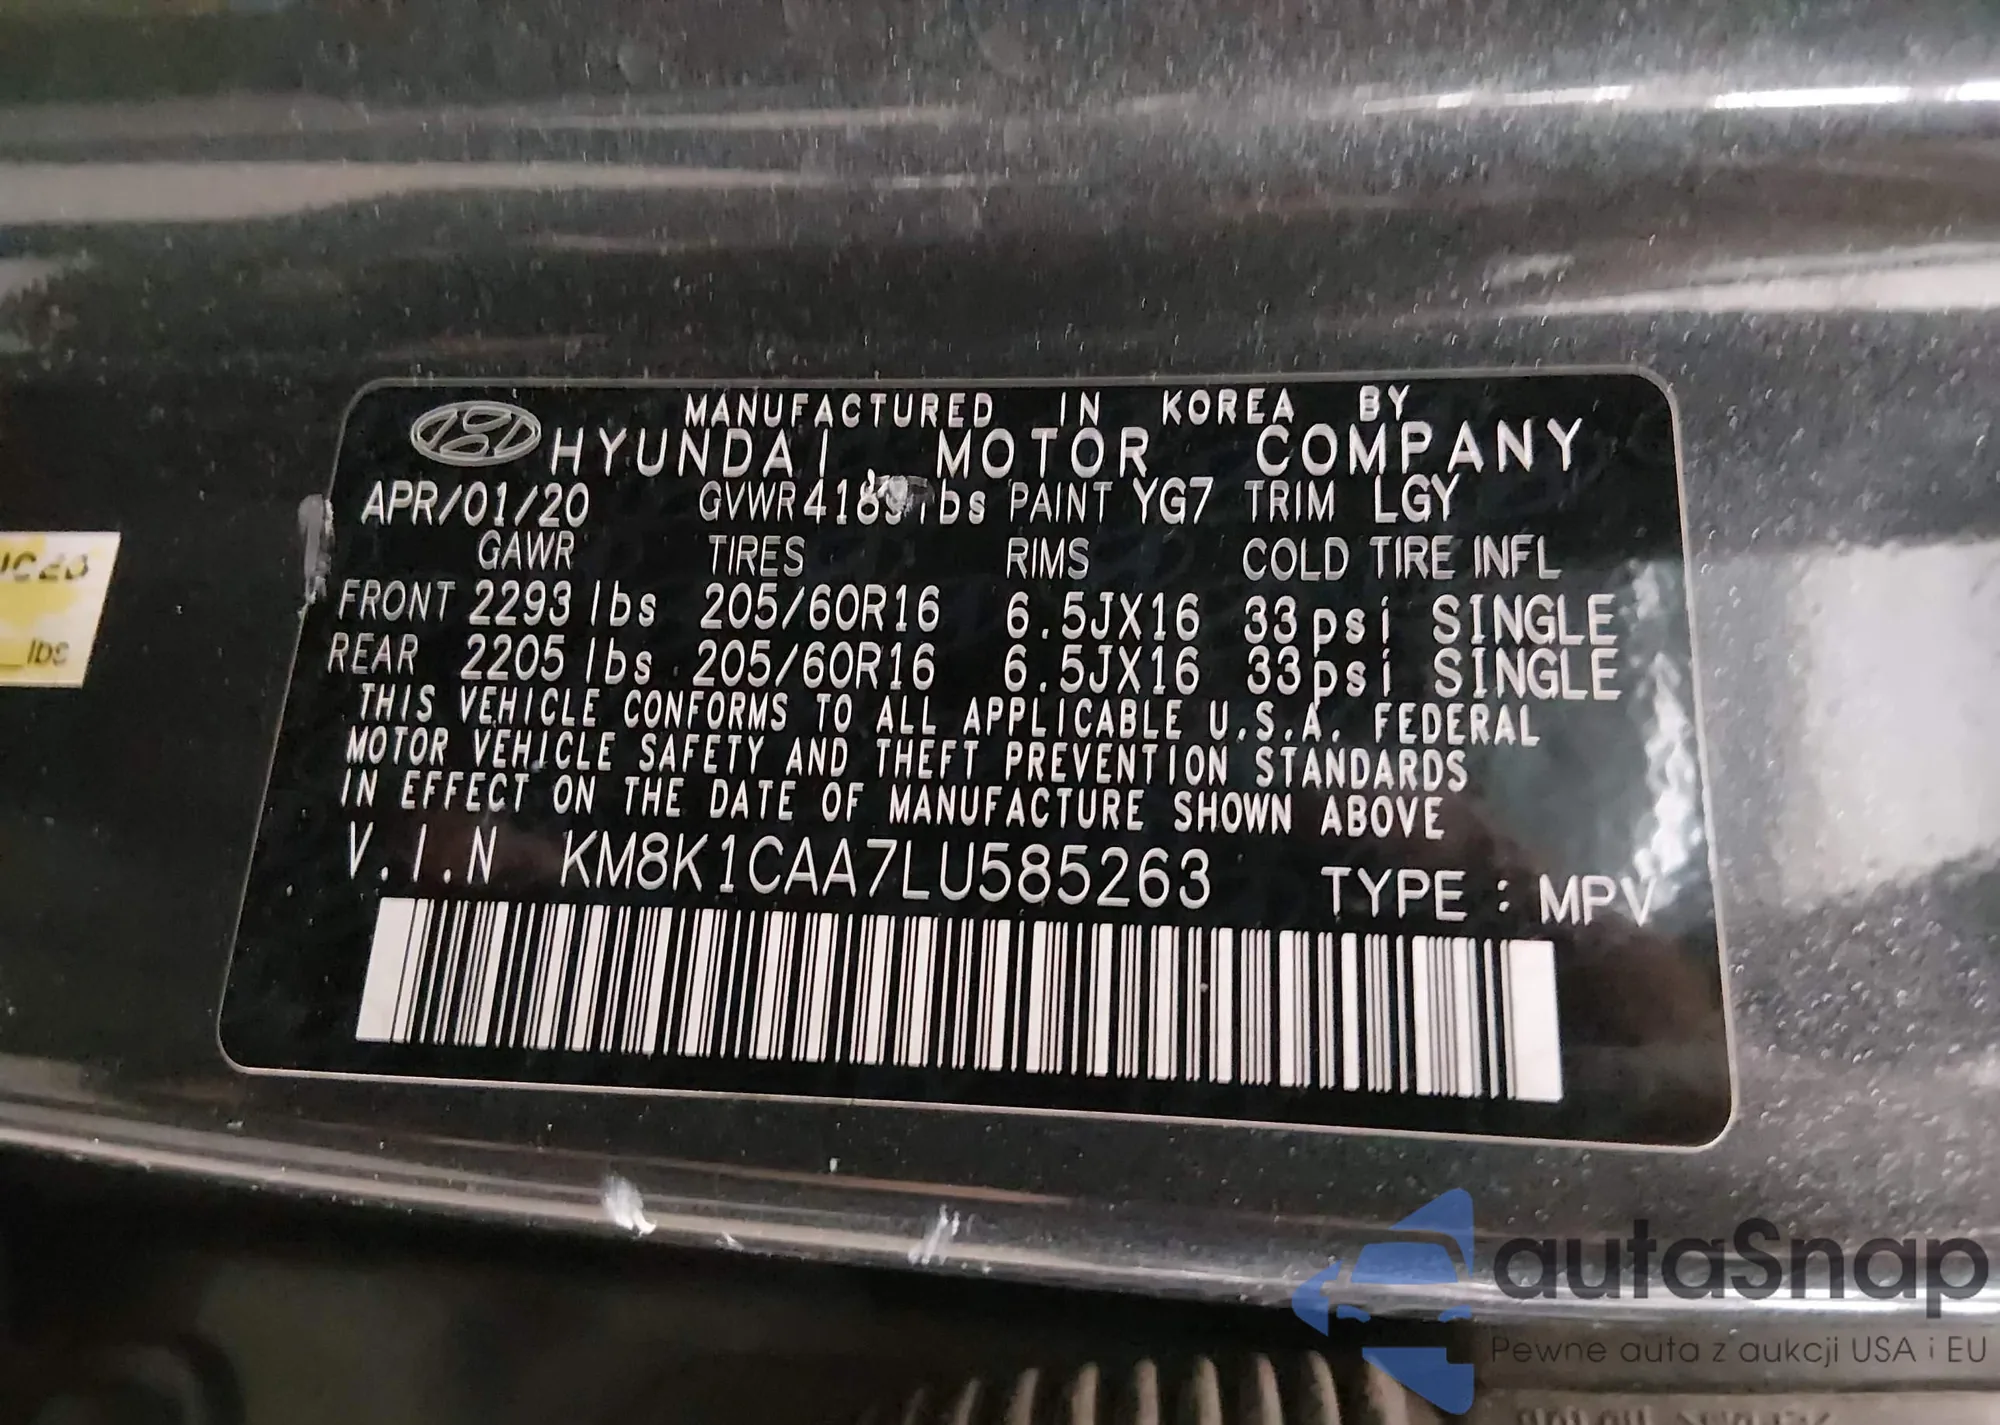 MANUFACTURED IN KOREA BY
HYUNDAI MOTOR COMPANY
APR/01/20 GVWR lbs PAINT YG7 TRIM LGY
GAWR TIRES RIMS COLD TIRE INFL
FRONT 2293 lbs 205/60R16 6.5JX16 33psi SINGLE
REAR 2205 lbs 205/60R16 6.5JX16 33psi SINGLE
THIS VEHICLE CONFORMS TO ALL APPLICABLE U.S.A. FEDERAL
MOTOR VEHICLE SAFETY AND THEFT PREVENTION STANDARDS
IN EFFECT ON THE DATE OF MANUFACTURE SHOWN ABOVE
V.I.N KM8K1CAA7LU585263 TYPE : MPV
lbs
autaSnap
Pewne auta z aukcji USA i EU